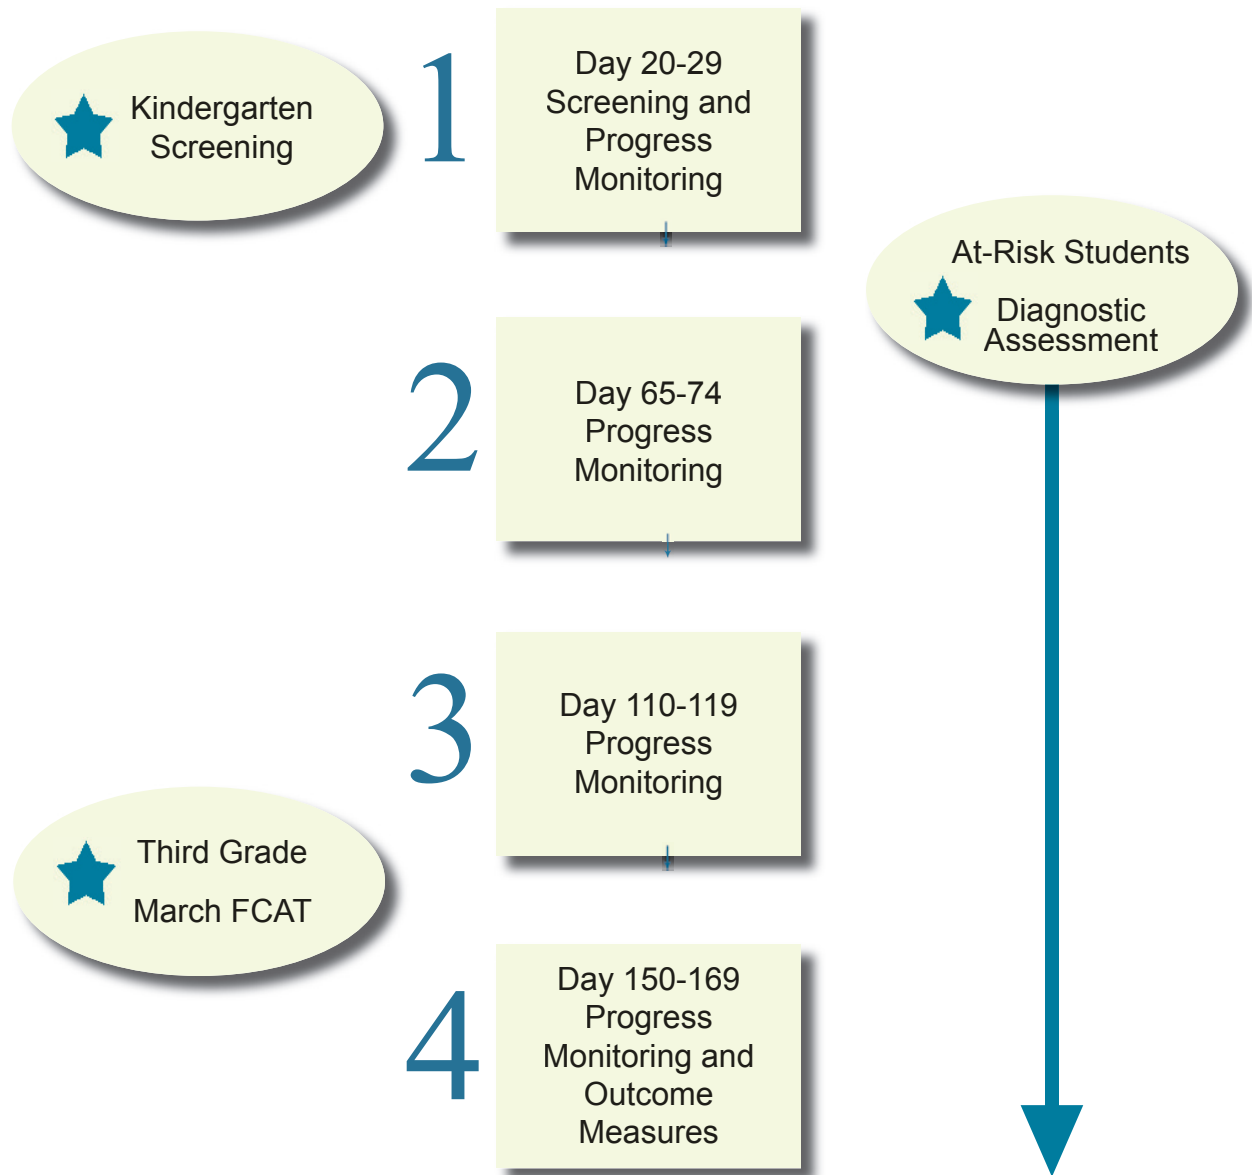 Kindergarten
Screening
1
Day 20-29
Screening and
Progress
Monitoring
At-Risk Students
Diagnostic
Assessment
2
Day 65-74
Progress
Monitoring
3
Day 110-119
Progress
Monitoring
Third Grade
March FCAT
4
Day 150-169
Progress
Monitoring and
Outcome
Measures